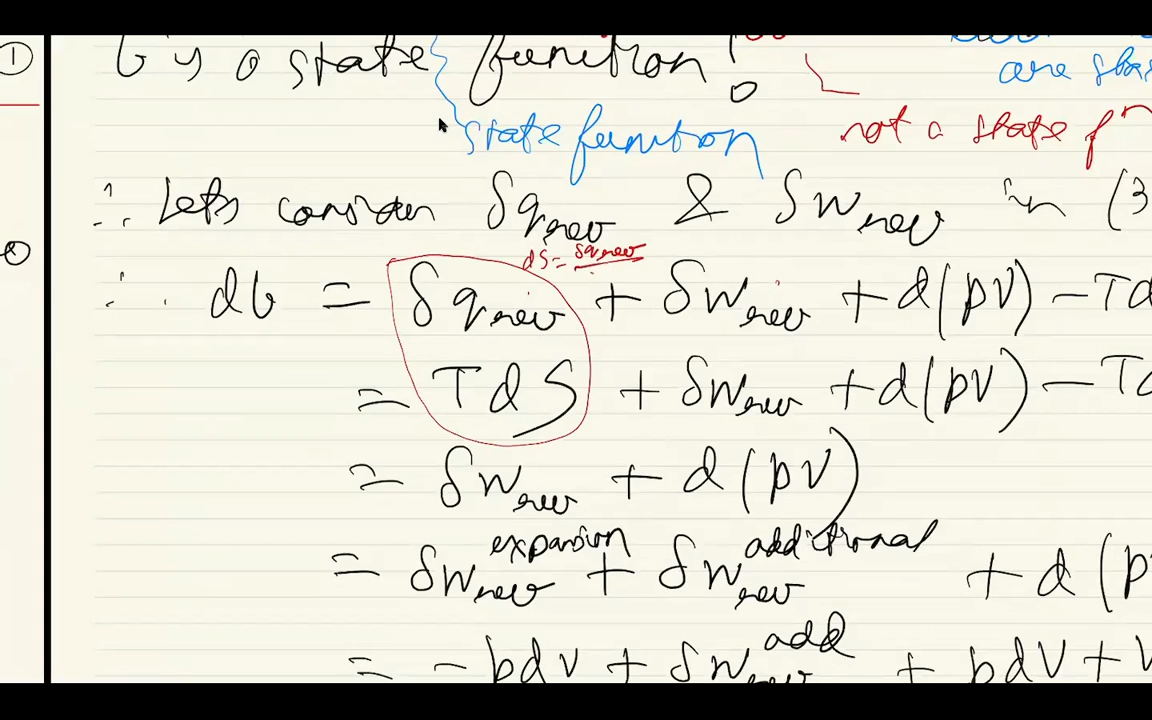 ①
G is a state function!
are sta
state function
not a state f
∴ Lets consider δq_rev & δw_rev in (3
dS = δq_rev
∴ dG = δq_rev + δw_rev + d(pV) - Td
= TdS + δw_rev + d(pV) - Td
= δw_rev + d(pV)
= δw_rev^expansion + δw_rev^additional + d(p
= -pdV + δw_rev^add + pdV + V